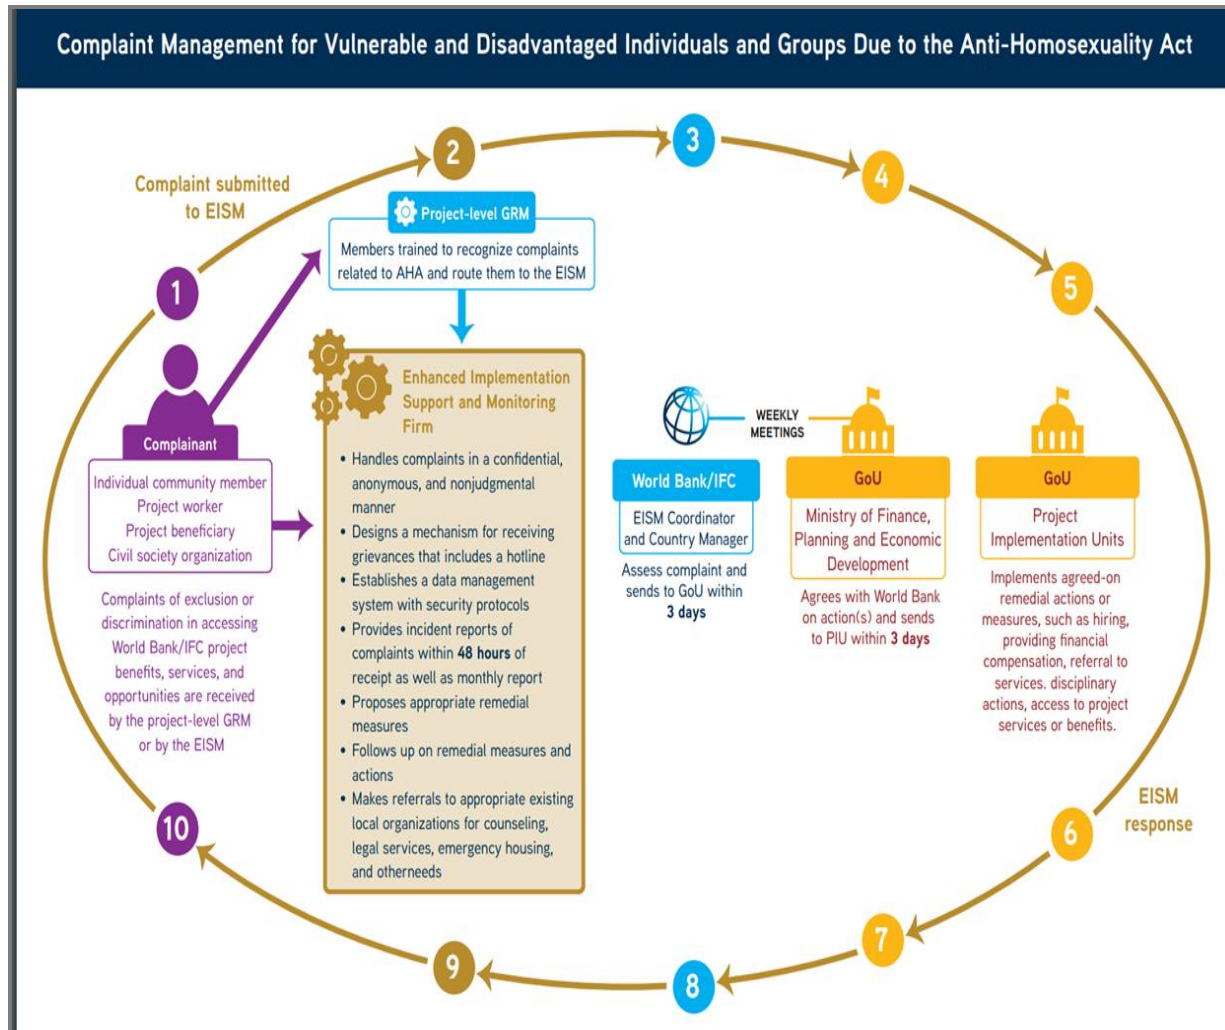 Complaint Management for Vulnerable and Disadvantaged Individuals and Groups Due to the Anti-Homosexuality Act
1
Complaint submitted
to EISM
2
3
4
5
Project-level GRM
Members trained to recognize complaints
related to AHA and route them to the EISM
Complainant
Individual community member
Project worker
Project beneficiary
Civil society organization
Complaints of exclusion or
discrimination in accessing
World Bank/IFC project
benefits, services, and
opportunities are received
by the project-level GRM
or by the EISM
Enhanced Implementation
Support and Monitoring
Firm
• Handles complaints in a confidential,
anonymous, and nonjudgmental
manner
• Designs a mechanism for receiving
grievances that includes a hotline
• Establishes a data management
system with security protocols
• Provides incident reports of
complaints within 48 hours of
receipt as well as monthly report
• Proposes appropriate remedial
measures
• Follows up on remedial measures and
actions
• Makes referrals to appropriate existing
local organizations for counseling,
legal services, emergency housing,
and otherneeds
WEEKLY
MEETINGS
World Bank/IFC
EISM Coordinator
and Country Manager
Assess complaint and
sends to GoU within
3 days
GoU
Ministry of Finance,
Planning and Economic
Development
Agrees with World Bank
on action(s) and sends
to PIU within 3 days
GoU
Project
Implementation Units
Implements agreed-on
remedial actions or
measures, such as hiring,
providing financial
compensation, referral to
services. disciplinary
actions, access to project
services or benefits.
EISM
response
6
7
8
9
10